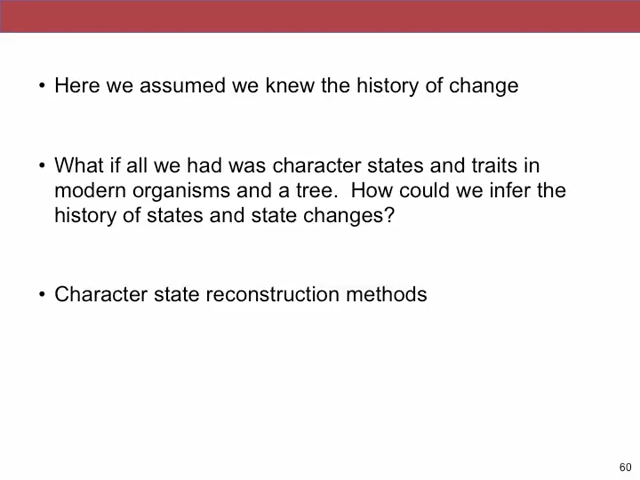 • Here we assumed we knew the history of change
• What if all we had was character states and traits in
modern organisms and a tree.  How could we infer the
history of states and state changes?
• Character state reconstruction methods
60